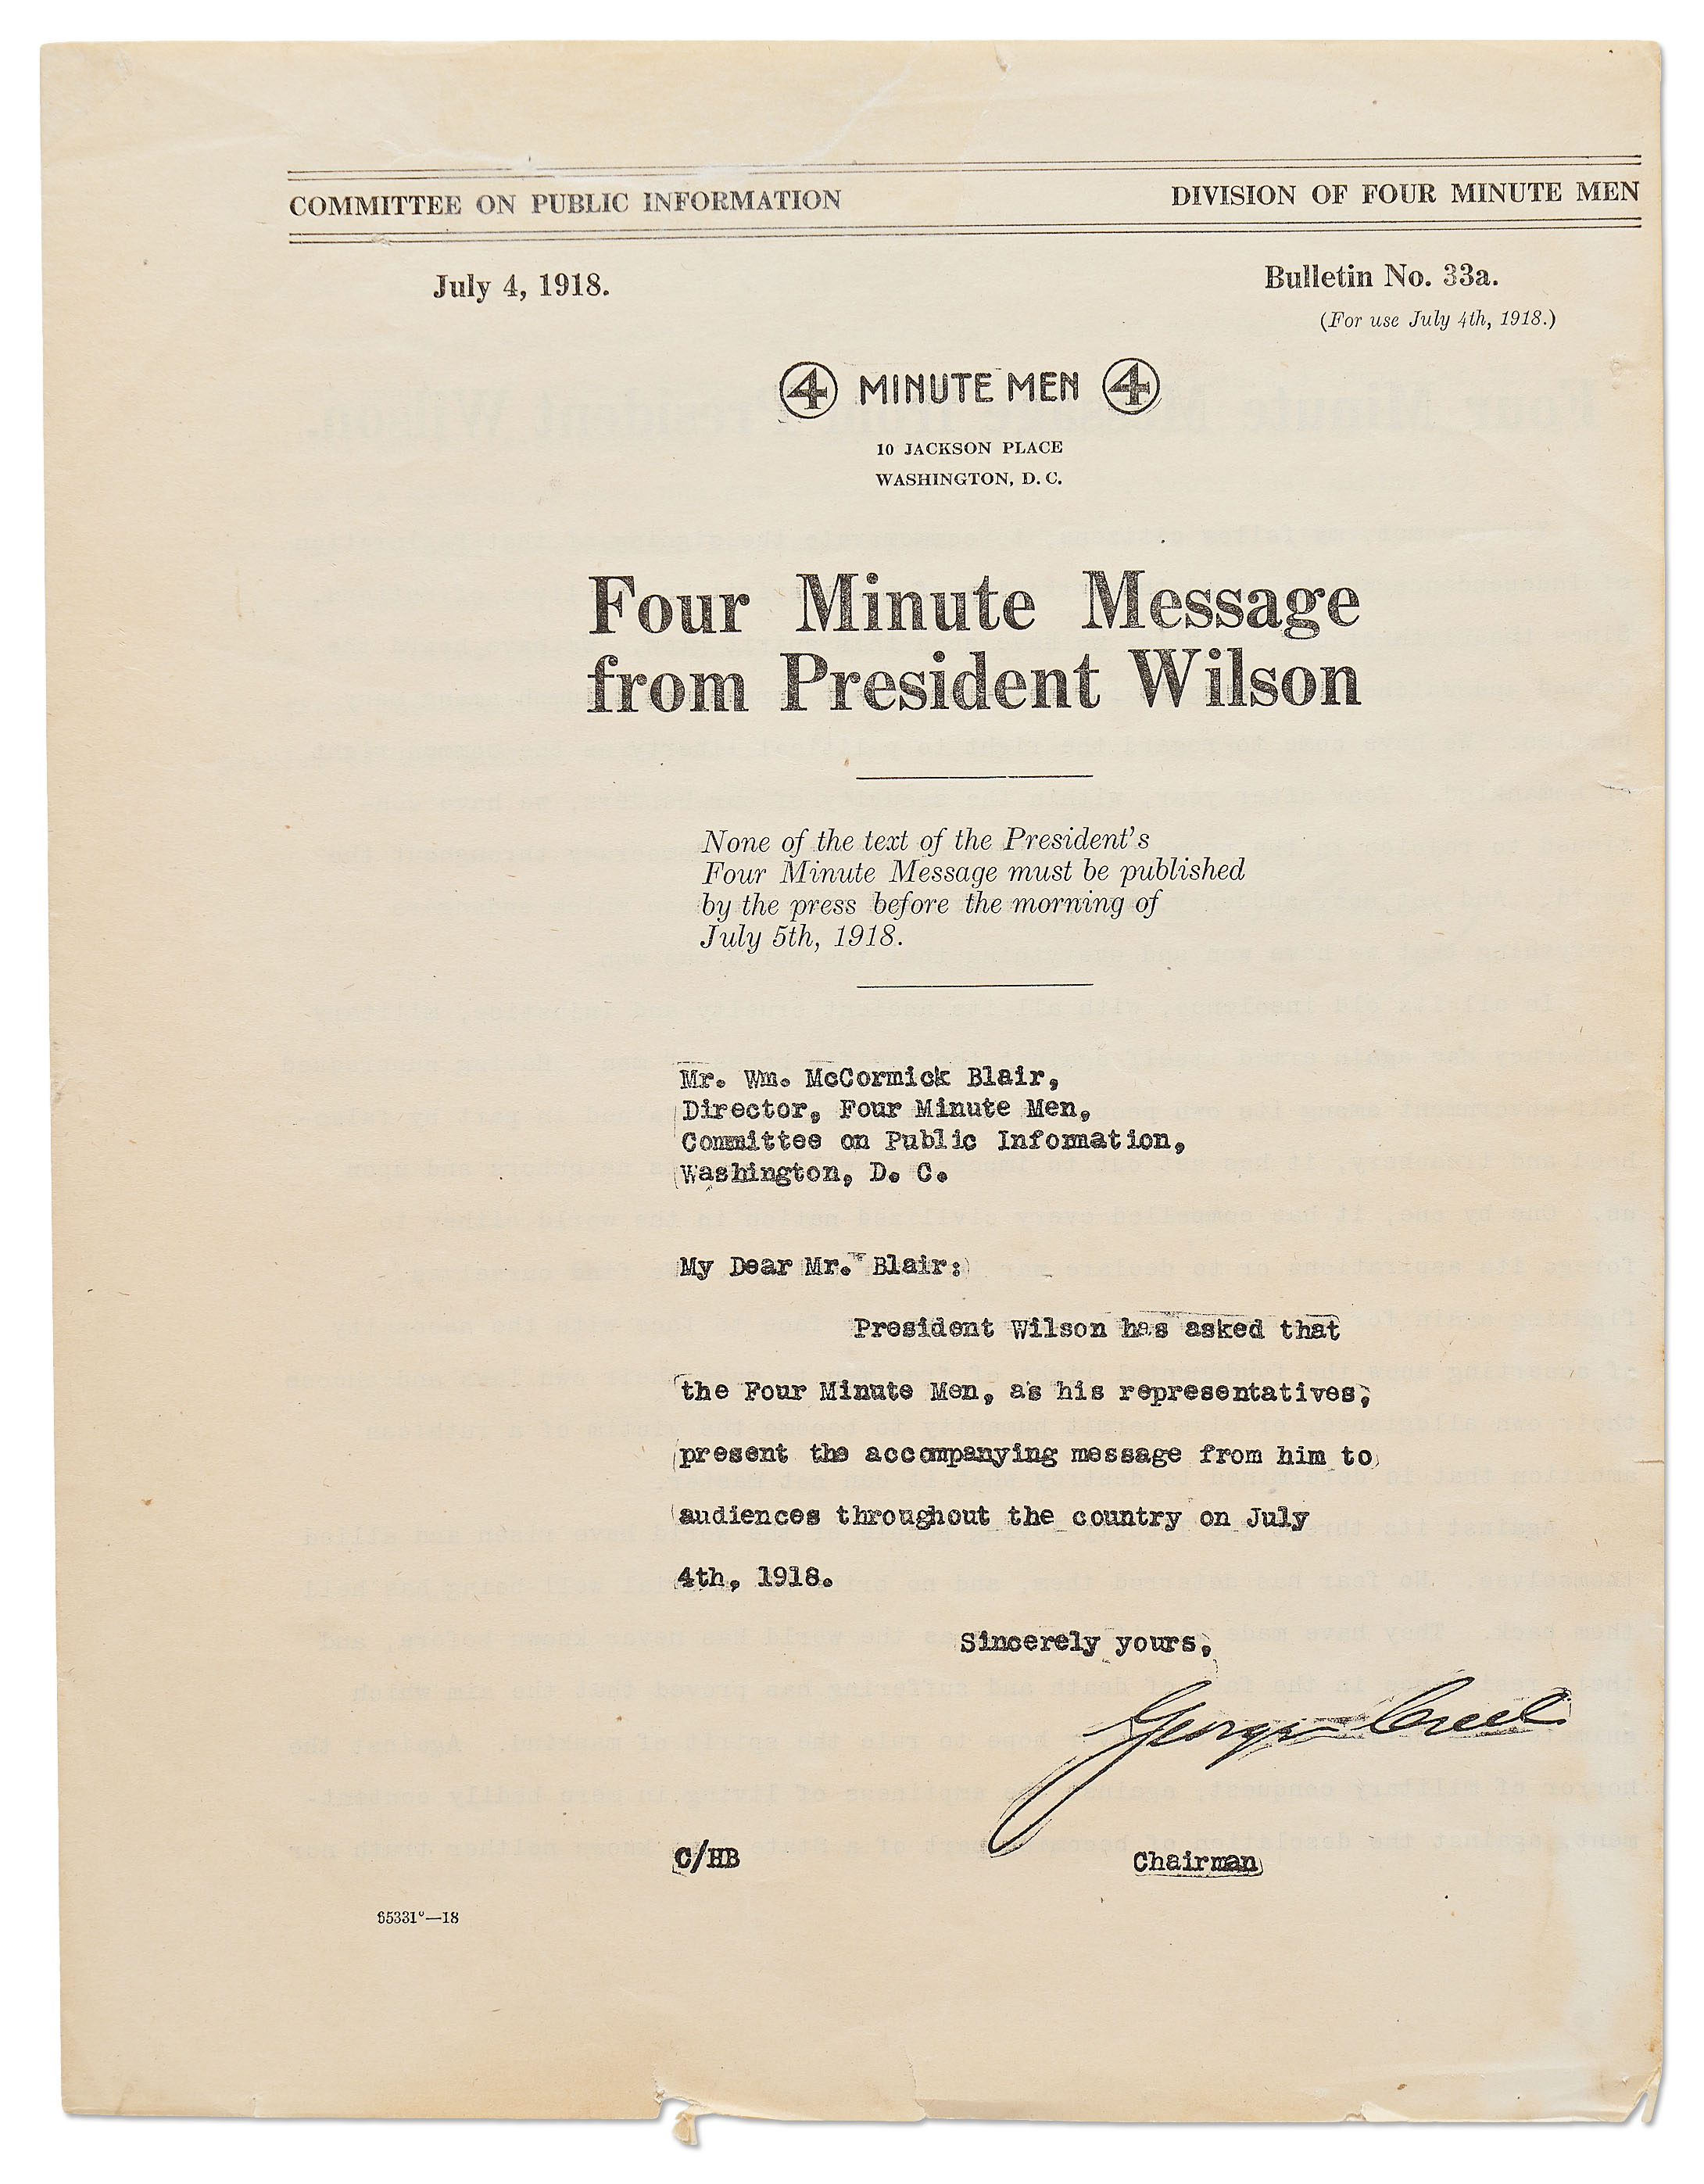 COMMITTEE ON PUBLIC INFORMATION DIVISION OF FOUR MINUTE MEN
July 4, 1918. Bulletin No. 33a.
(For use July 4th, 1918.)
4 MINUTE MEN 4
10 JACKSON PLACE
WASHINGTON, D. C.
Four Minute Message
from President Wilson
None of the text of the President's
Four Minute Message must be published
by the press before the morning of
July 5th, 1918.
Mr. Wm. McCormick Blair,
Director, Four Minute Men,
Committee on Public Information,
Washington, D. C.
My Dear Mr. Blair:
President Wilson has asked that
the Four Minute Men, as his representatives,
present the accompanying message from him to
audiences throughout the country on July
4th, 1918.
Sincerely yours,
George Creel
C/HB Chairman
65331°—18